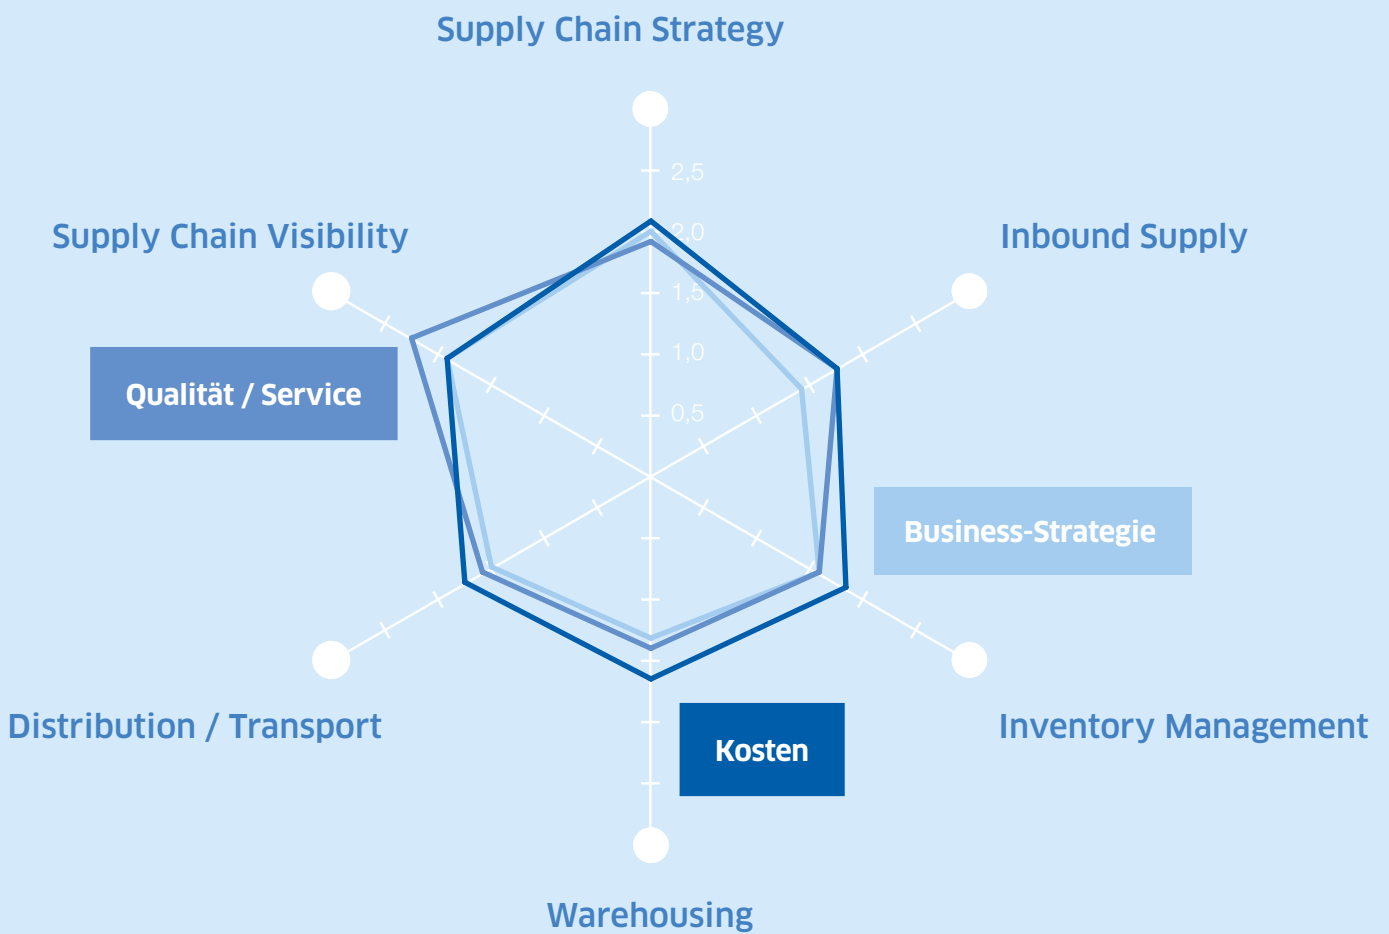 Supply Chain Strategy
2,5
Supply Chain Visibility
2,0
Inbound Supply
1,5
1,0
Qualität / Service
0,5
Business-Strategie
Distribution / Transport
Inventory Management
Kosten
Warehousing